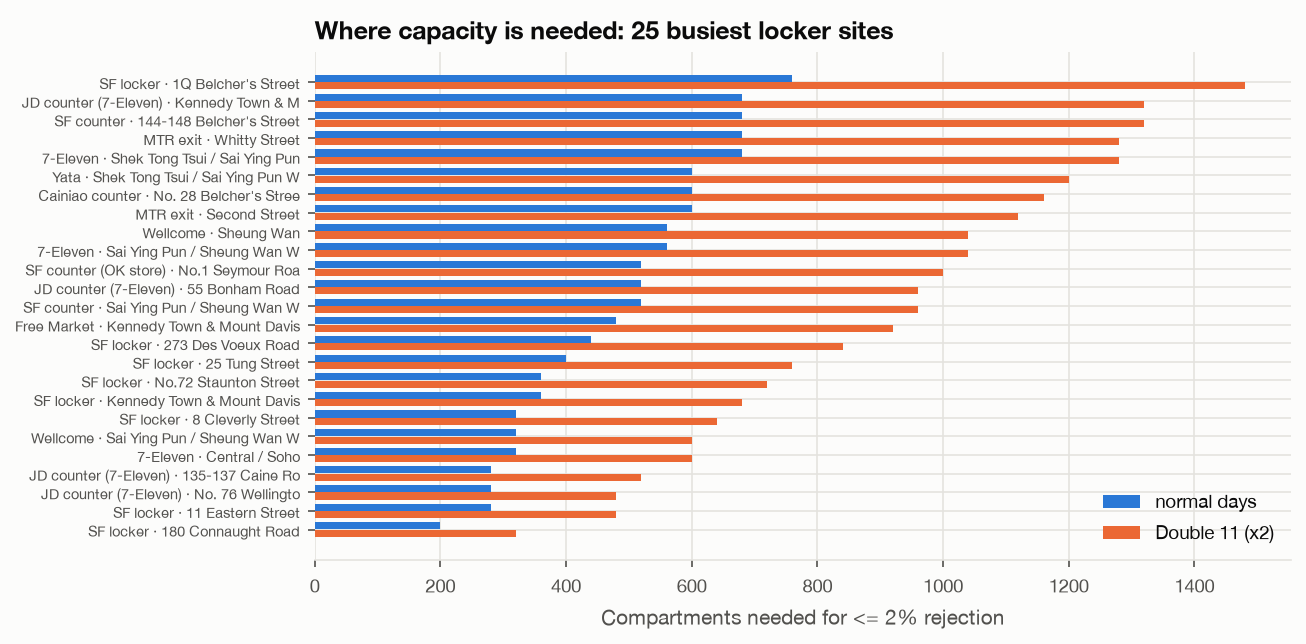 Where capacity is needed: 25 busiest locker sites
SF locker · 1Q Belcher's Street
JD counter (7-Eleven) · Kennedy Town & M
SF counter · 144-148 Belcher's Street
MTR exit · Whitty Street
7-Eleven · Shek Tong Tsui / Sai Ying Pun
Yata · Shek Tong Tsui / Sai Ying Pun W
Cainiao counter · No. 28 Belcher's Stree
MTR exit · Second Street
Wellcome · Sheung Wan
7-Eleven · Sai Ying Pun / Sheung Wan W
SF counter (OK store) · No.1 Seymour Roa
JD counter (7-Eleven) · 55 Bonham Road
SF counter · Sai Ying Pun / Sheung Wan W
Free Market · Kennedy Town & Mount Davis
SF locker · 273 Des Voeux Road
SF locker · 25 Tung Street
SF locker · No.72 Staunton Street
SF locker · Kennedy Town & Mount Davis
SF locker · 8 Cleverly Street
Wellcome · Sai Ying Pun / Sheung Wan W
7-Eleven · Central / Soho
JD counter (7-Eleven) · 135-137 Caine Ro
JD counter (7-Eleven) · No. 76 Wellingto
SF locker · 11 Eastern Street
SF locker · 180 Connaught Road
normal days
Double 11 (x2)
0 200 400 600 800 1000 1200 1400
Compartments needed for <= 2% rejection